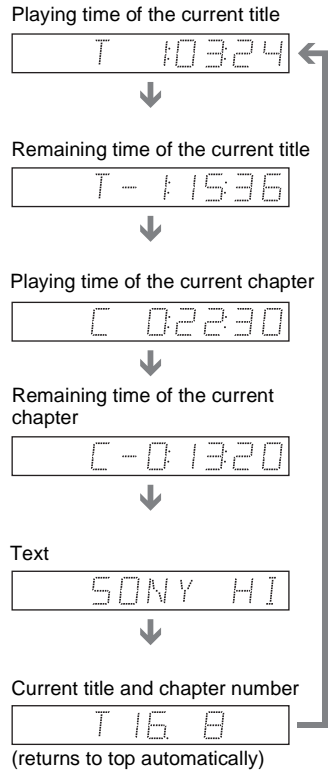 Playing time of the current title
T 1:03:24
Remaining time of the current title
T– 1:15:36
Playing time of the current chapter
C 0:22:30
Remaining time of the current
chapter
C–0:13:20
Text
SONY HI
Current title and chapter number
T 16. 8
(returns to top automatically)